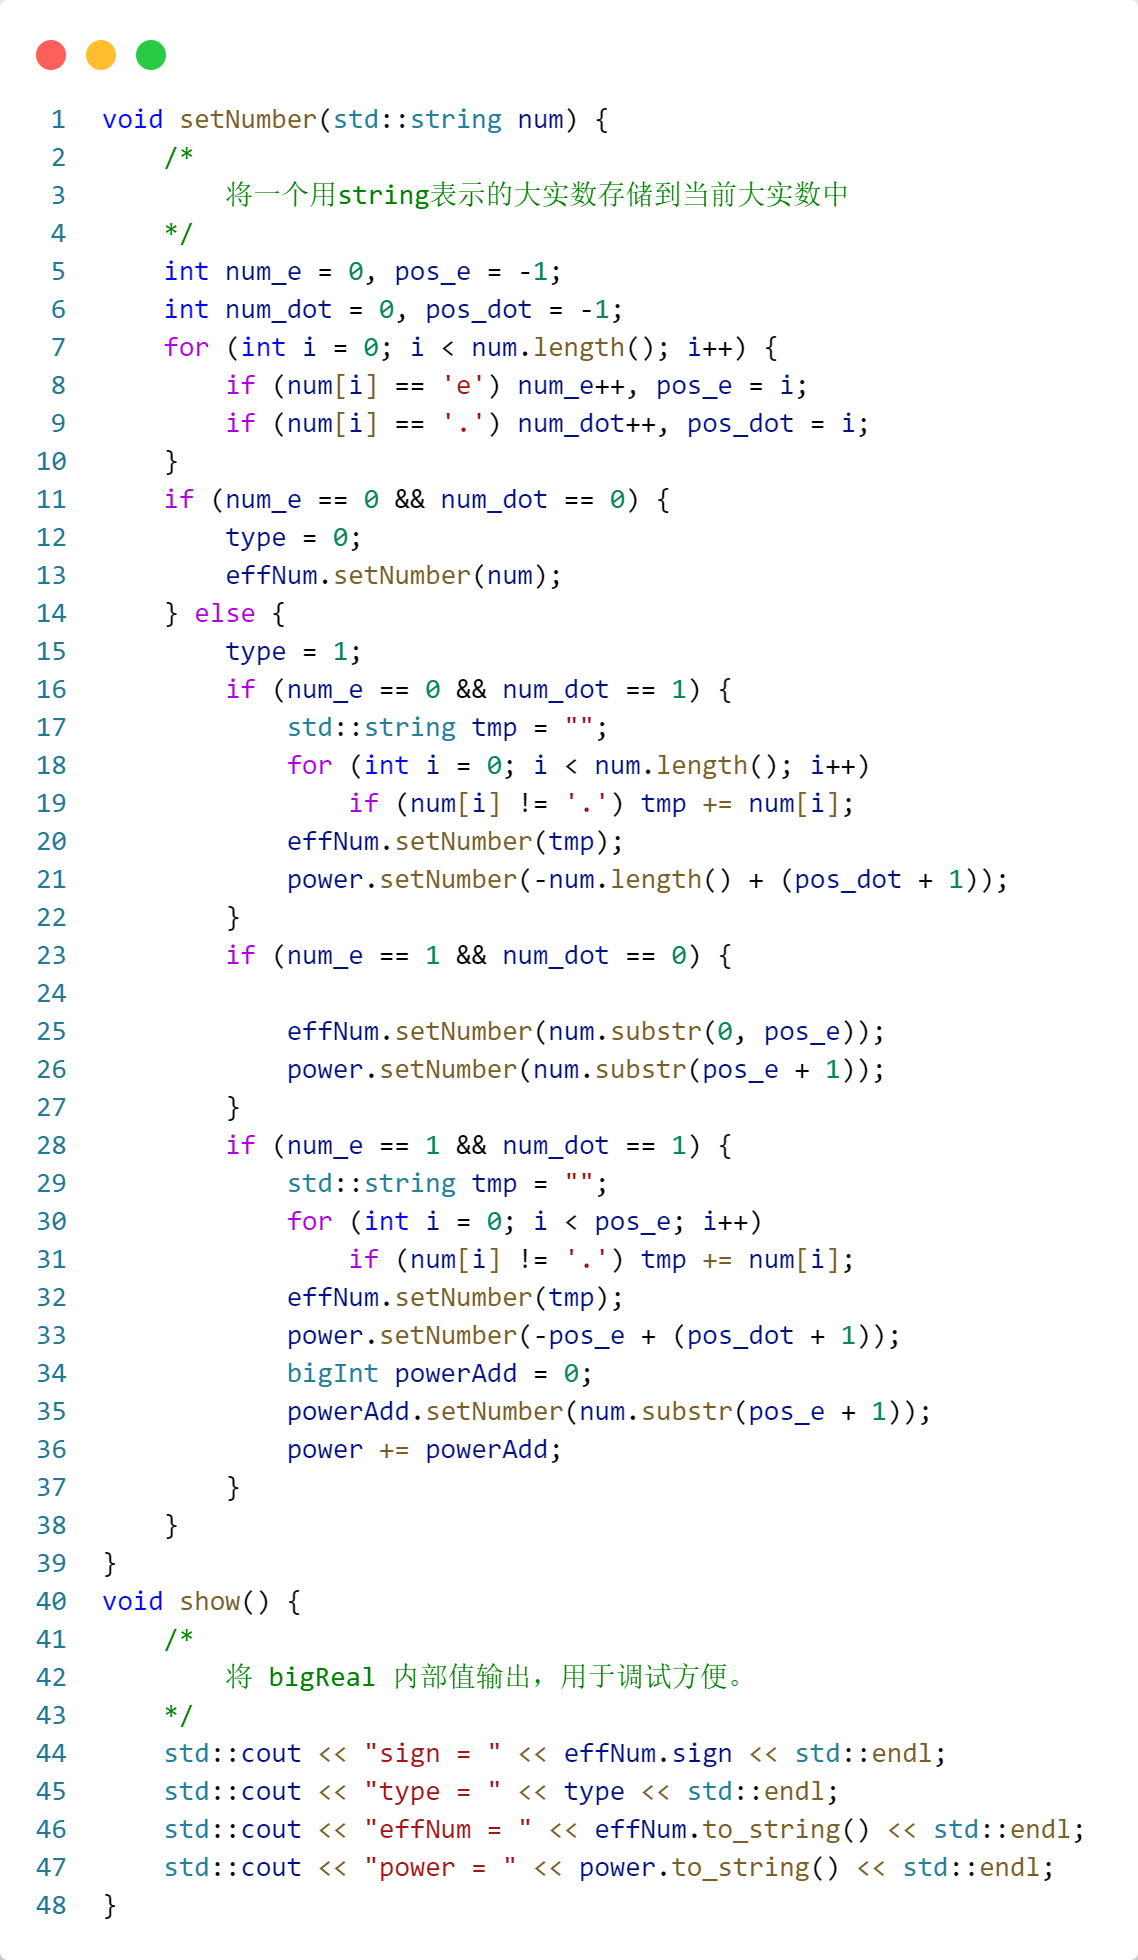 1 void setNumber(std::string num) {
2     /*
3         将一个用string表示的大实数存储到当前大实数中
4     */
5     int num_e = 0, pos_e = -1;
6     int num_dot = 0, pos_dot = -1;
7     for (int i = 0; i < num.length(); i++) {
8         if (num[i] == 'e') num_e++, pos_e = i;
9         if (num[i] == '.') num_dot++, pos_dot = i;
10     }
11     if (num_e == 0 && num_dot == 0) {
12         type = 0;
13         effNum.setNumber(num);
14     } else {
15         type = 1;
16         if (num_e == 0 && num_dot == 1) {
17             std::string tmp = "";
18             for (int i = 0; i < num.length(); i++)
19                 if (num[i] != '.') tmp += num[i];
20             effNum.setNumber(tmp);
21             power.setNumber(-num.length() + (pos_dot + 1));
22         }
23         if (num_e == 1 && num_dot == 0) {
24
25             effNum.setNumber(num.substr(0, pos_e));
26             power.setNumber(num.substr(pos_e + 1));
27         }
28         if (num_e == 1 && num_dot == 1) {
29             std::string tmp = "";
30             for (int i = 0; i < pos_e; i++)
31                 if (num[i] != '.') tmp += num[i];
32             effNum.setNumber(tmp);
33             power.setNumber(-pos_e + (pos_dot + 1));
34             bigInt powerAdd = 0;
35             powerAdd.setNumber(num.substr(pos_e + 1));
36             power += powerAdd;
37         }
38     }
39 }
40 void show() {
41     /*
42         将 bigReal 内部值输出，用于调试方便。
43     */
44     std::cout << "sign = " << effNum.sign << std::endl;
45     std::cout << "type = " << type << std::endl;
46     std::cout << "effNum = " << effNum.to_string() << std::endl;
47     std::cout << "power = " << power.to_string() << std::endl;
48 }